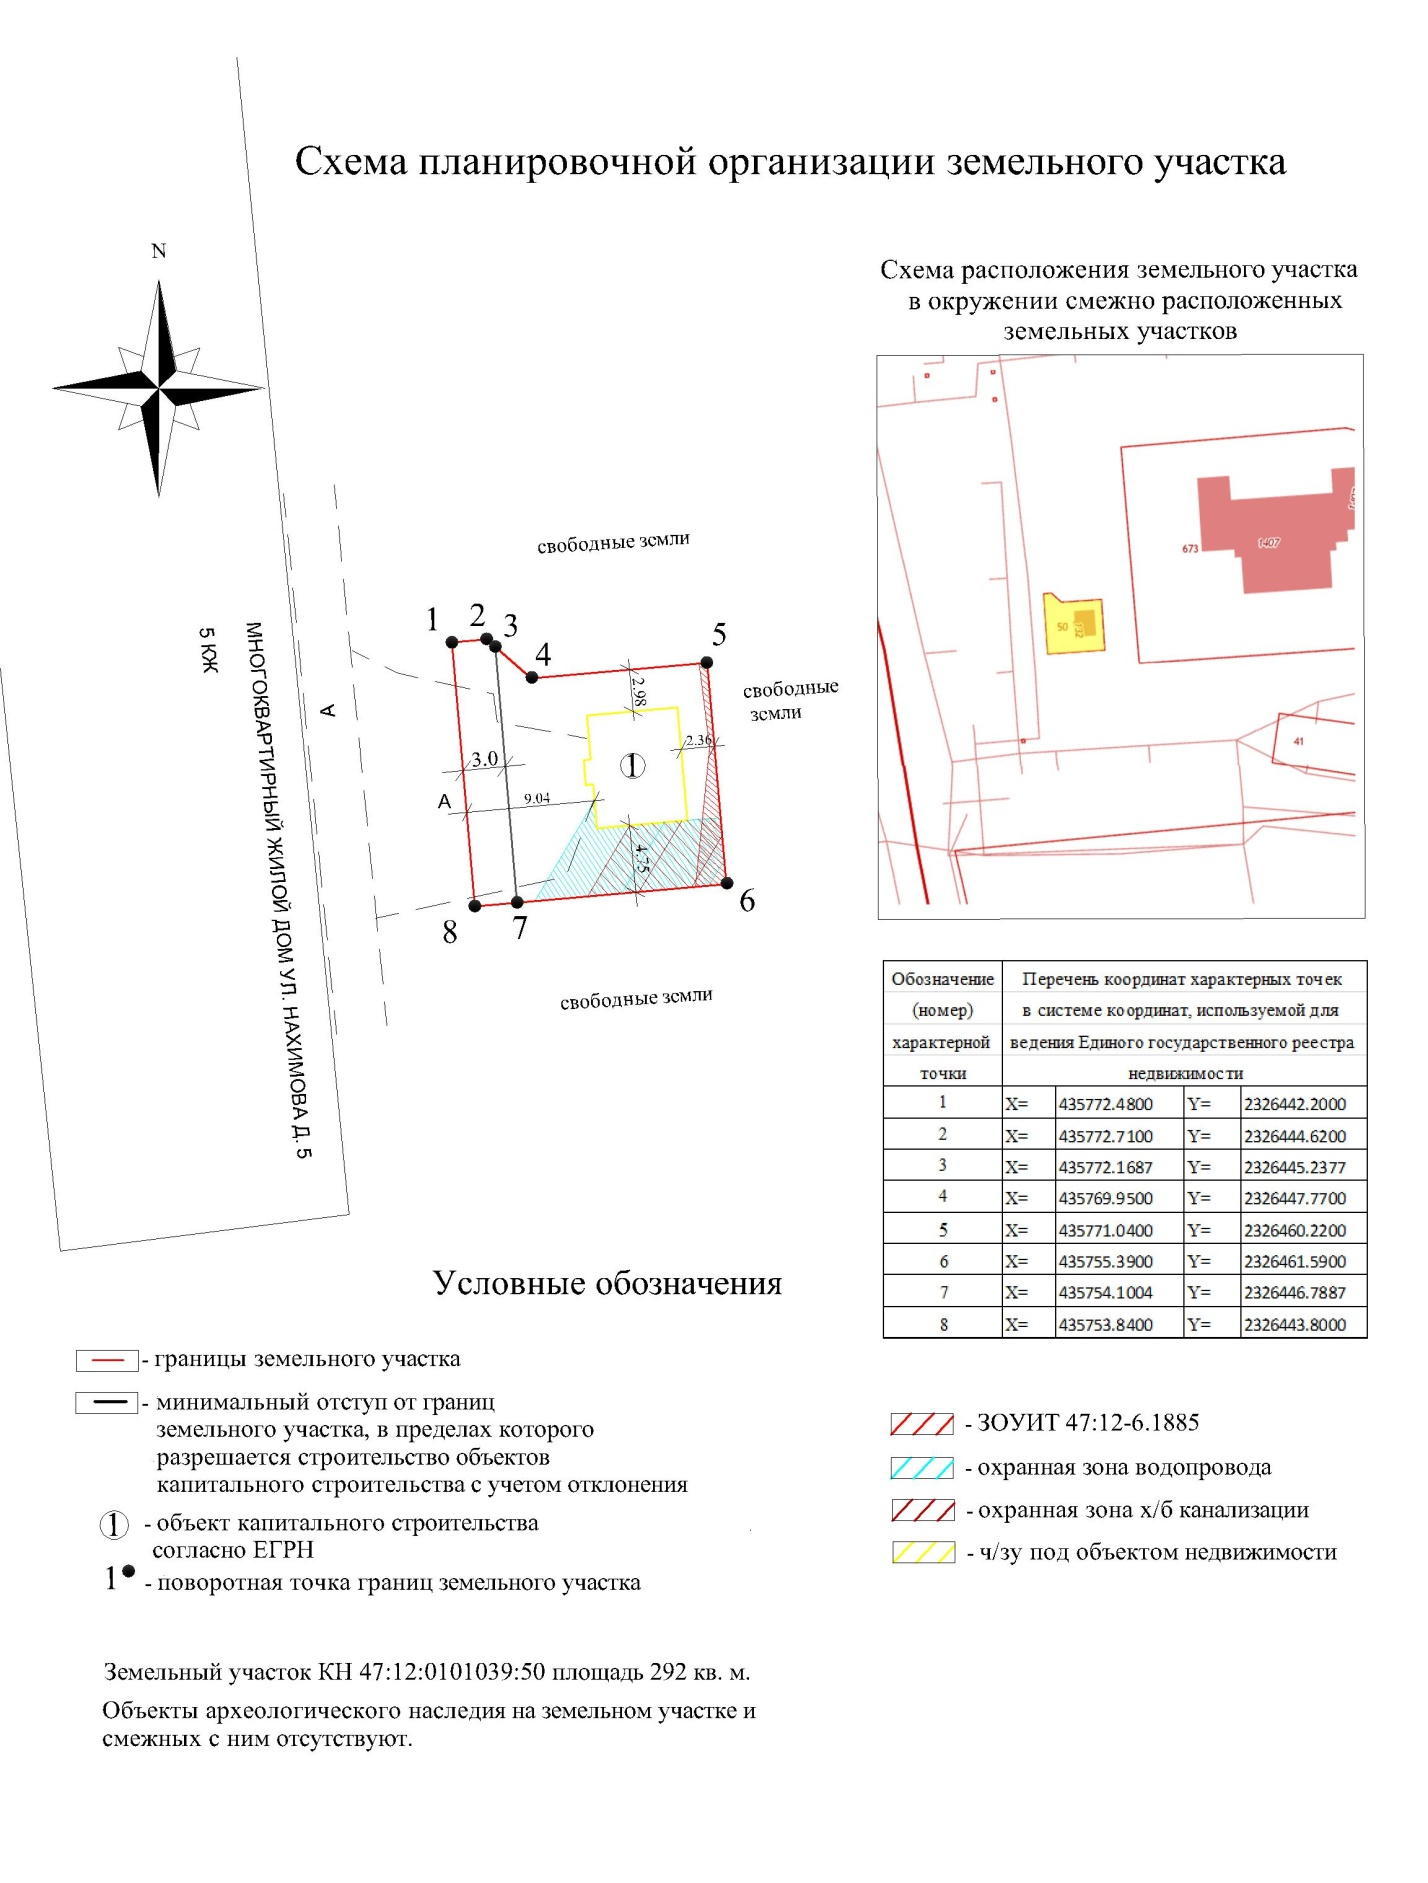 Схема планировочной организации земельного участка
N
Схема расположения земельного участка
в окружении смежно расположенных
земельных участков
673
1407
50
732
41
свободные земли
1
2
3
4
5
2.98
свободные
земли
5 КЖ
МНОГОКВАРТИРНЫЙ ЖИЛОЙ ДОМ УЛ. НАХИМОВА Д. 5
А
3.0
1
2.36
А
9.04
4.75
8
7
6
свободные земли
Обозначение
(номер)
характерной
точки
Перечень координат характерных точек
в системе координат, используемой для
ведения Единого государственного реестра
недвижимости
1 X= 435772.4800 Y= 2326442.2000
2 X= 435772.7100 Y= 2326444.6200
3 X= 435772.1687 Y= 2326445.2377
4 X= 435769.9500 Y= 2326447.7700
5 X= 435771.0400 Y= 2326460.2200
6 X= 435755.3900 Y= 2326461.5900
7 X= 435754.1004 Y= 2326446.7887
8 X= 435753.8400 Y= 2326443.8000
Условные обозначения
- границы земельного участка
- минимальный отступ от границ
земельного участка, в пределах которого
разрешается строительство объектов
капитального строительства с учетом отклонения
1 - объект капитального строительства
согласно ЕГРН
1 - поворотная точка границ земельного участка
- ЗОУИТ 47:12-6.1885
- охранная зона водопровода
- охранная зона х/б канализации
- ч/зу под объектом недвижимости
Земельный участок КН 47:12:0101039:50 площадь 292 кв. м.
Объекты археологического наследия на земельном участке и
смежных с ним отсутствуют.